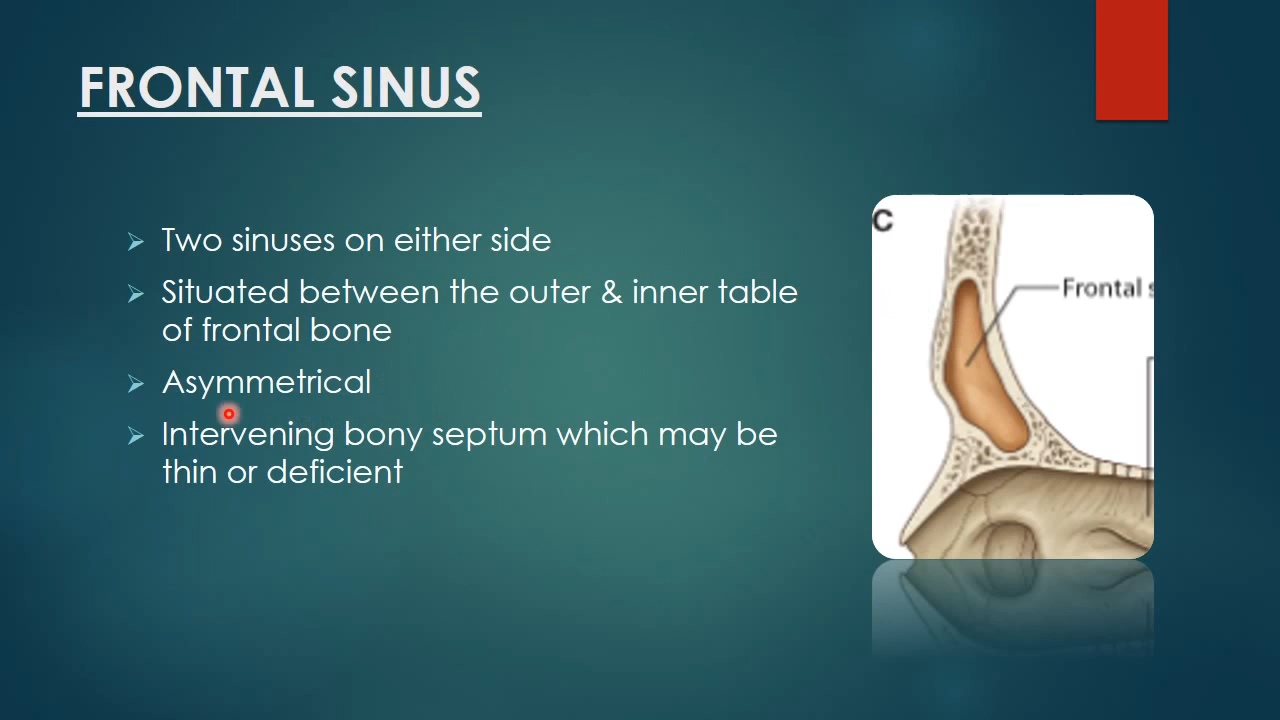 FRONTAL SINUS
Two sinuses on either side
Situated between the outer & inner table
of frontal bone
Asymmetrical
Intervening bony septum which may be
thin or deficient
C
Frontal